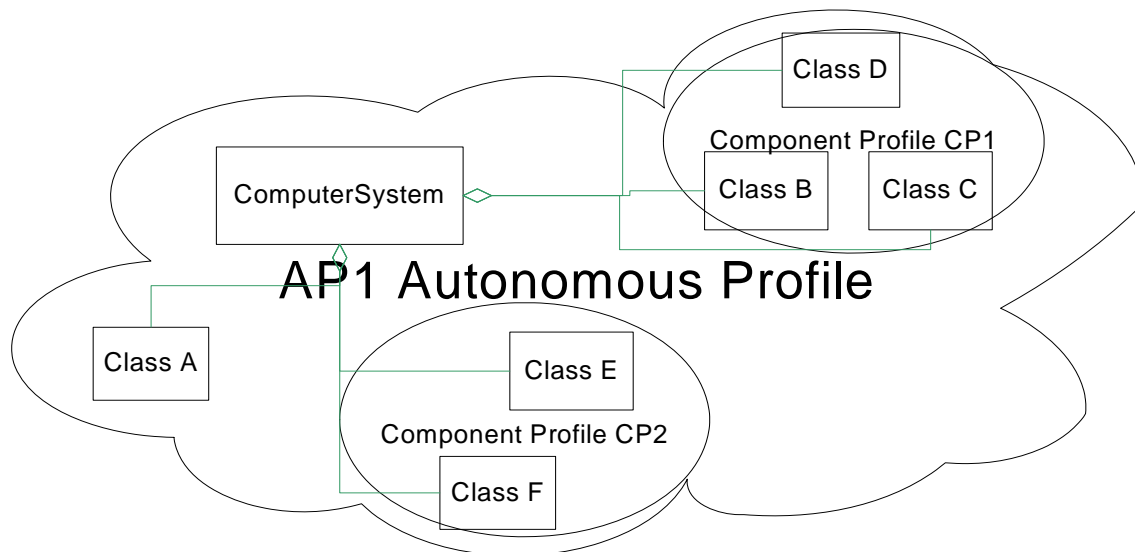 Class D
Component Profile CP1
ComputerSystem
Class B
Class C
AP1 Autonomous Profile
Class A
Class E
Component Profile CP2
Class F